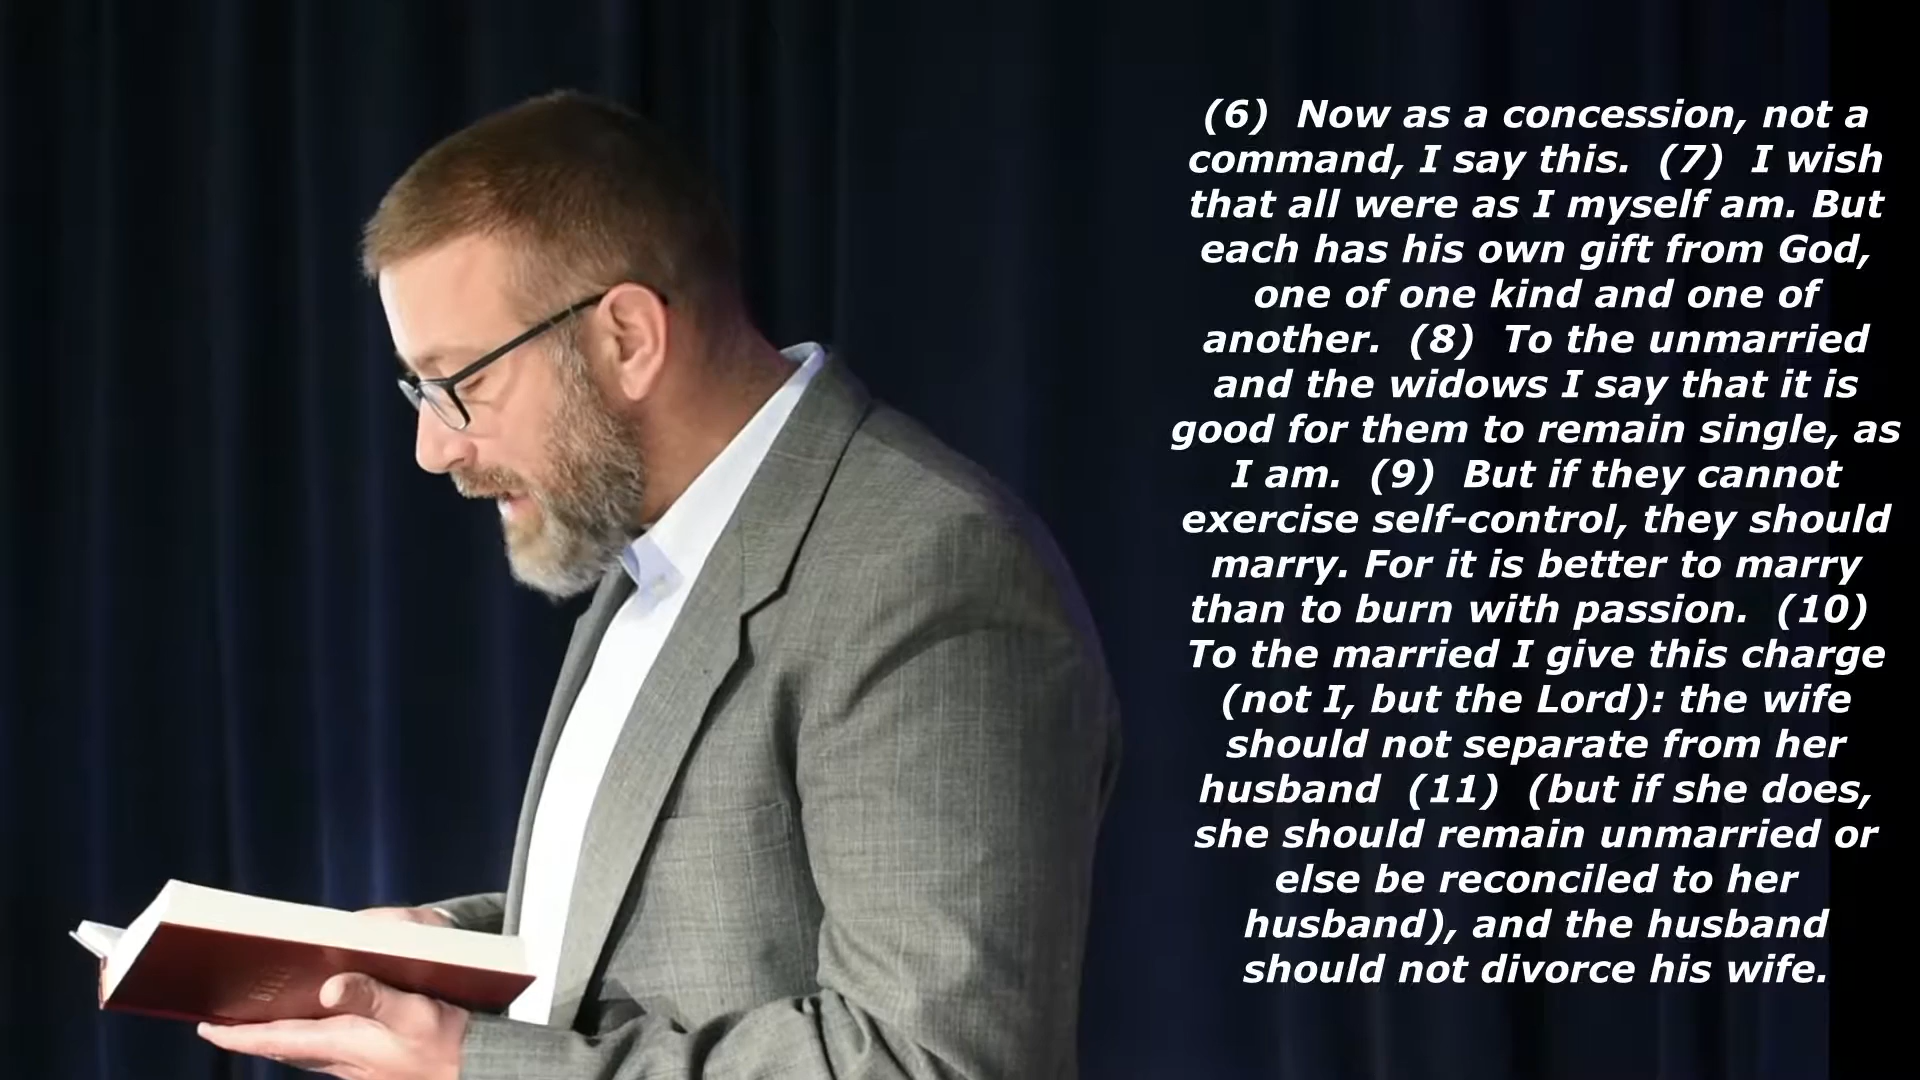 (6) Now as a concession, not a
command, I say this. (7) I wish
that all were as I myself am. But
each has his own gift from God,
one of one kind and one of
another. (8) To the unmarried
and the widows I say that it is
good for them to remain single, as
I am. (9) But if they cannot
exercise self-control, they should
marry. For it is better to marry
than to burn with passion. (10)
To the married I give this charge
(not I, but the Lord): the wife
should not separate from her
husband (11) (but if she does,
she should remain unmarried or
else be reconciled to her
husband), and the husband
should not divorce his wife.